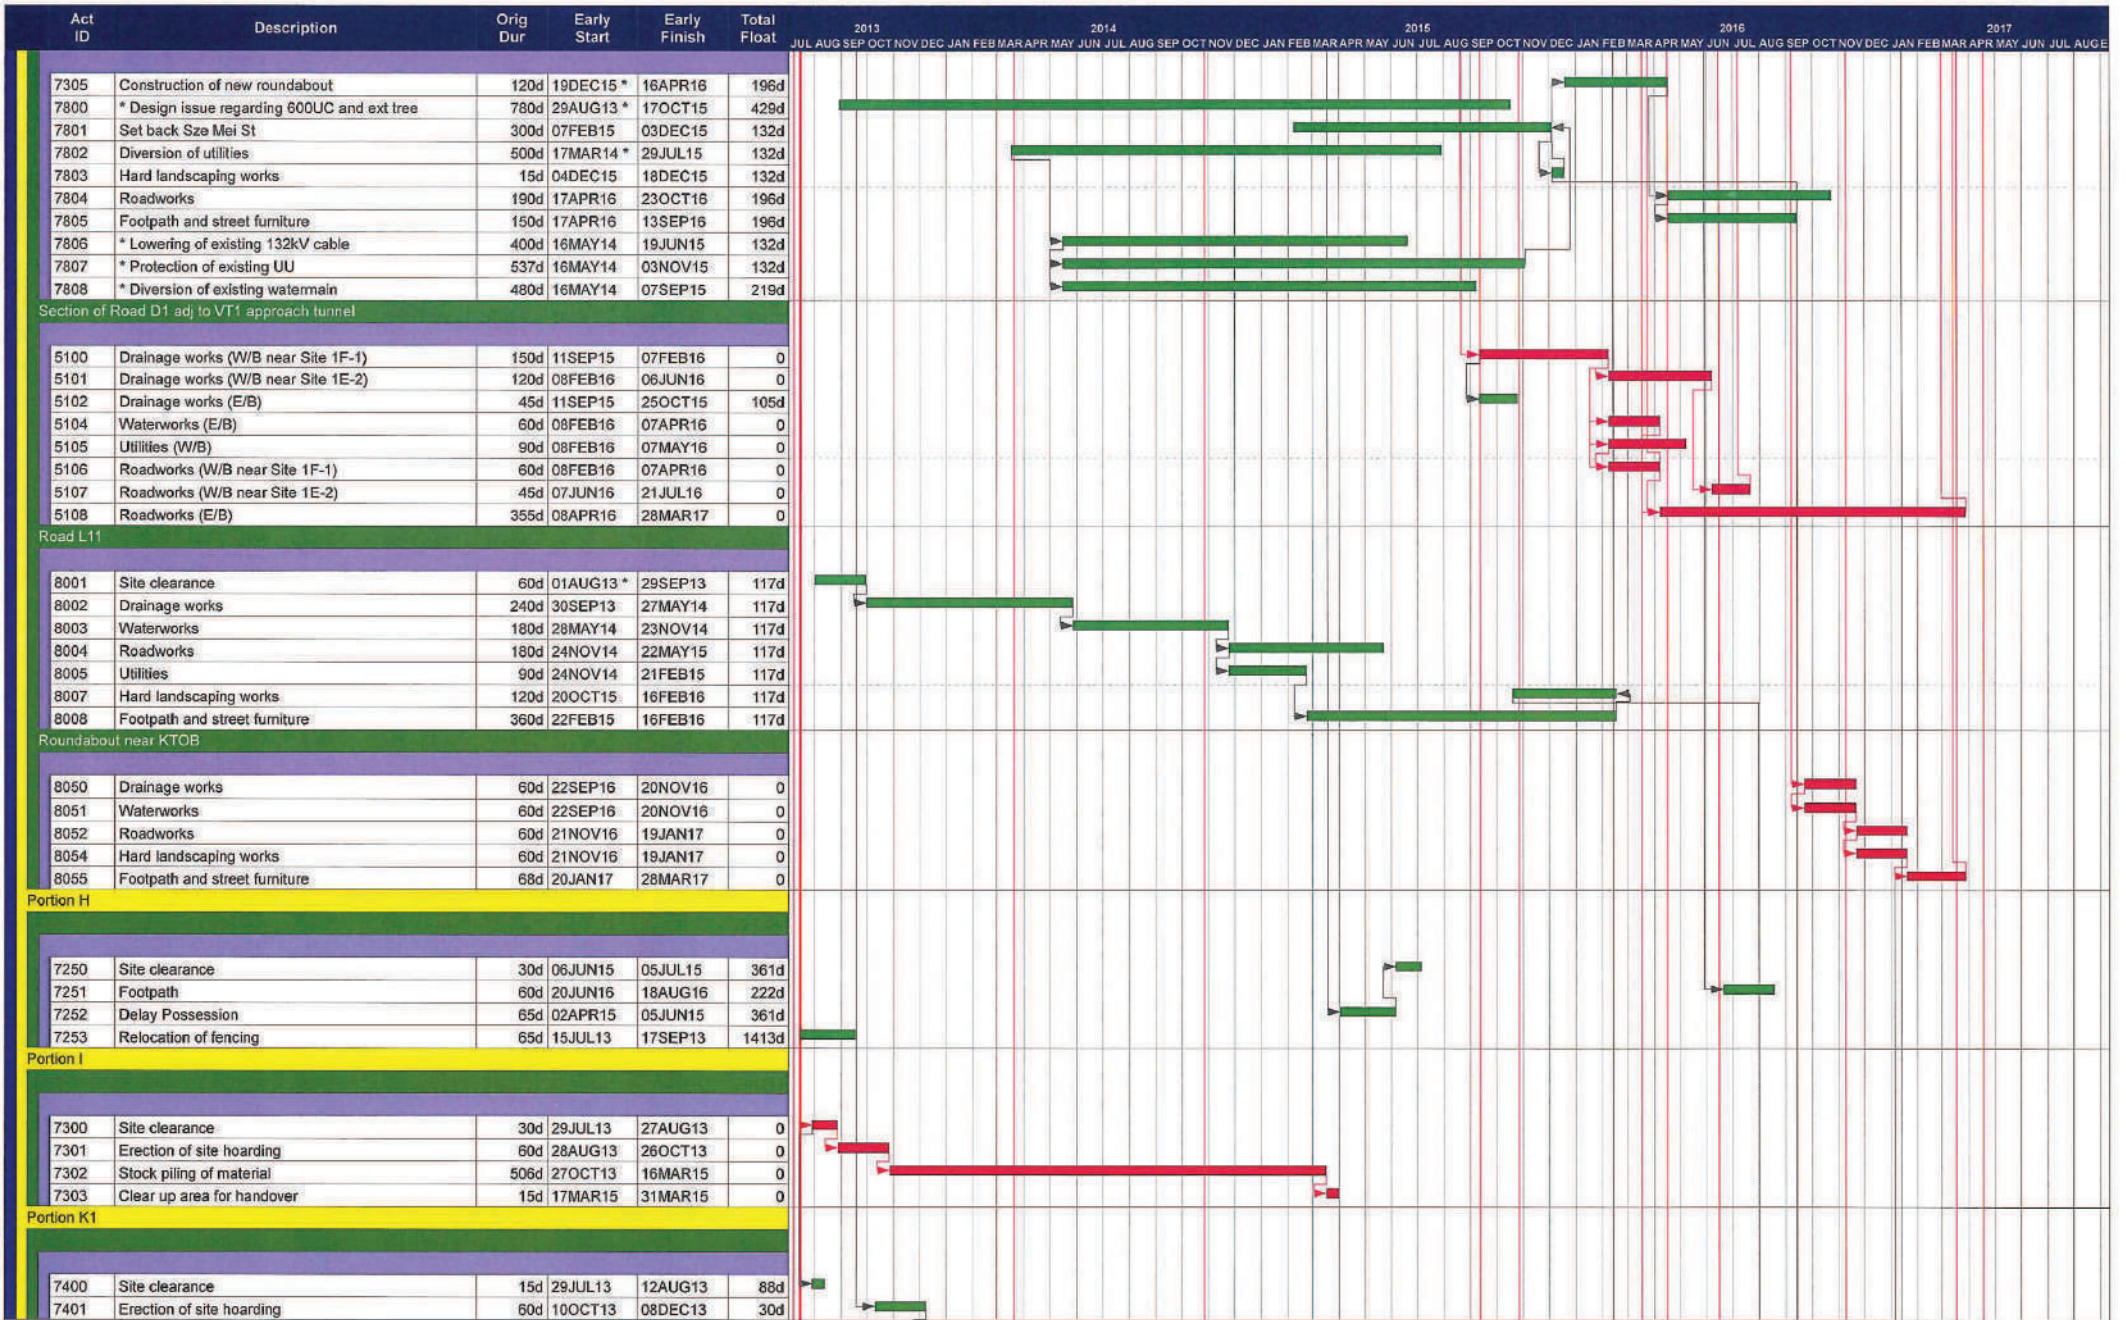 Act ID Description Orig Dur Early Start Early Finish Total Float
2013 2014 2015 2016 2017
JUL AUG SEP OCT NOV DEC JAN FEB MAR APR MAY JUN JUL AUG SEP OCT NOV DEC JAN FEB MAR APR MAY JUN JUL AUG SEP OCT NOV DEC JAN FEB MAR APR MAY JUN JUL AUG SEP OCT NOV DEC JAN FEB MAR APR MAY JUN JUL AUG E
7305 Construction of new roundabout 120d 19DEC15 * 16APR16 196d
7800 * Design issue regarding 600UC and ext tree 780d 29AUG13 * 17OCT15 429d
7801 Set back Sze Mei St 300d 07FEB15 03DEC15 132d
7802 Diversion of utilities 500d 17MAR14 * 29JUL15 132d
7803 Hard landscaping works 15d 04DEC15 18DEC15 132d
7804 Roadworks 190d 17APR16 23OCT16 196d
7805 Footpath and street furniture 150d 17APR16 13SEP16 196d
7806 * Lowering of existing 132kV cable 400d 16MAY14 19JUN15 132d
7807 * Protection of existing UU 537d 16MAY14 03NOV15 132d
7808 * Diversion of existing watermain 480d 16MAY14 07SEP15 219d
Section of Road D1 adj to VT1 approach tunnel
5100 Drainage works (W/B near Site 1F-1) 150d 11SEP15 07FEB16 0
5101 Drainage works (W/B near Site 1E-2) 120d 08FEB16 06JUN16 0
5102 Drainage works (E/B) 45d 11SEP15 25OCT15 105d
5104 Waterworks (E/B) 60d 08FEB16 07APR16 0
5105 Utilities (W/B) 90d 08FEB16 07MAY16 0
5106 Roadworks (W/B near Site 1F-1) 60d 08FEB16 07APR16 0
5107 Roadworks (W/B near Site 1E-2) 45d 07JUN16 21JUL16 0
5108 Roadworks (E/B) 355d 08APR16 28MAR17 0
Road L11
8001 Site clearance 60d 01AUG13 * 29SEP13 117d
8002 Drainage works 240d 30SEP13 27MAY14 117d
8003 Waterworks 180d 28MAY14 23NOV14 117d
8004 Roadworks 180d 24NOV14 22MAY15 117d
8005 Utilities 90d 24NOV14 21FEB15 117d
8007 Hard landscaping works 120d 20OCT15 16FEB16 117d
8008 Footpath and street furniture 360d 22FEB15 16FEB16 117d
Roundabout near KTOB
8050 Drainage works 60d 22SEP16 20NOV16 0
8051 Waterworks 60d 22SEP16 20NOV16 0
8052 Roadworks 60d 21NOV16 19JAN17 0
8054 Hard landscaping works 60d 21NOV16 19JAN17 0
8055 Footpath and street furniture 68d 20JAN17 28MAR17 0
Portion H
7250 Site clearance 30d 06JUN15 05JUL15 361d
7251 Footpath 60d 20JUN16 18AUG16 222d
7252 Delay Possession 65d 02APR15 05JUN15 361d
7253 Relocation of fencing 65d 15JUL13 17SEP13 1413d
Portion I
7300 Site clearance 30d 29JUL13 27AUG13 0
7301 Erection of site hoarding 60d 28AUG13 26OCT13 0
7302 Stock piling of material 506d 27OCT13 16MAR15 0
7303 Clear up area for handover 15d 17MAR15 31MAR15 0
Portion K1
7400 Site clearance 15d 29JUL13 12AUG13 88d
7401 Erection of site hoarding 60d 10OCT13 08DEC13 30d